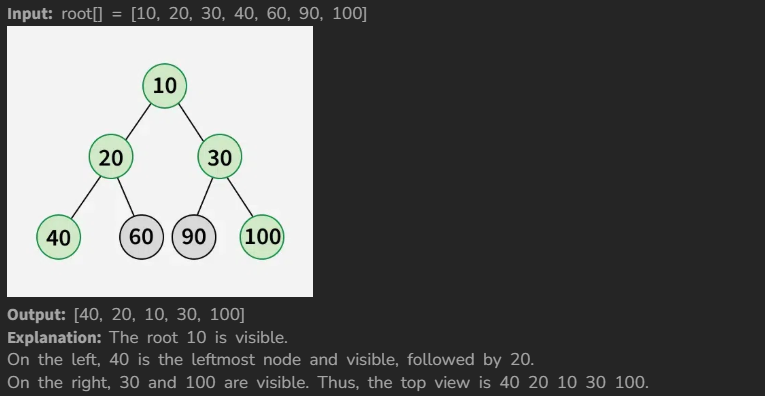 Input: root[] = [10, 20, 30, 40, 60, 90, 100]
10
20 30
40 60 90 100
Output: [40, 20, 10, 30, 100]
Explanation: The root 10 is visible.
On the left, 40 is the leftmost node and visible, followed by 20.
On the right, 30 and 100 are visible. Thus, the top view is 40 20 10 30 100.